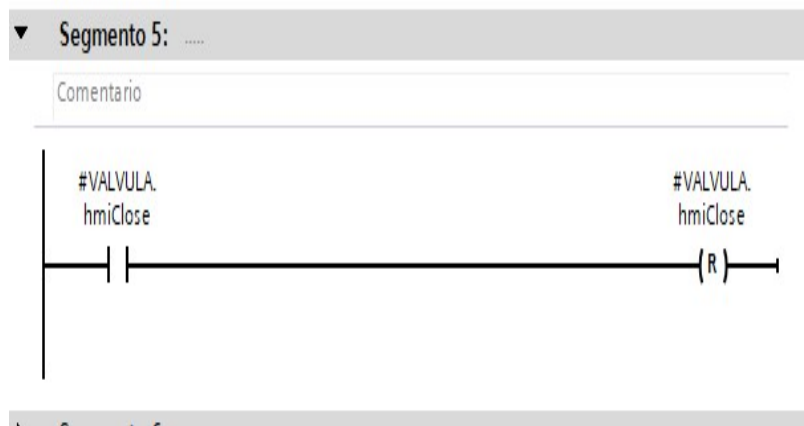 Segmento 5: .....
Comentario
#VALVULA.
hmiClose
#VALVULA.
hmiClose
( R )